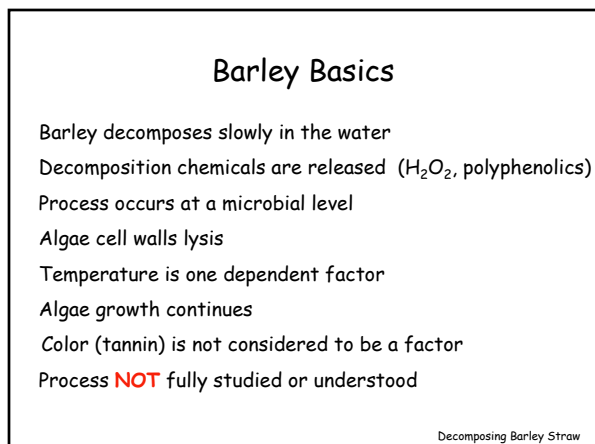 Barley Basics
Barley decomposes slowly in the water
Decomposition chemicals are released (H₂O₂, polyphenolics)
Process occurs at a microbial level
Algae cell walls lysis
Temperature is one dependent factor
Algae growth continues
Color (tannin) is not considered to be a factor
Process NOT fully studied or understood
Decomposing Barley Straw